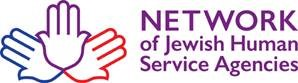 NETWORK
of Jewish Human
Service Agencies